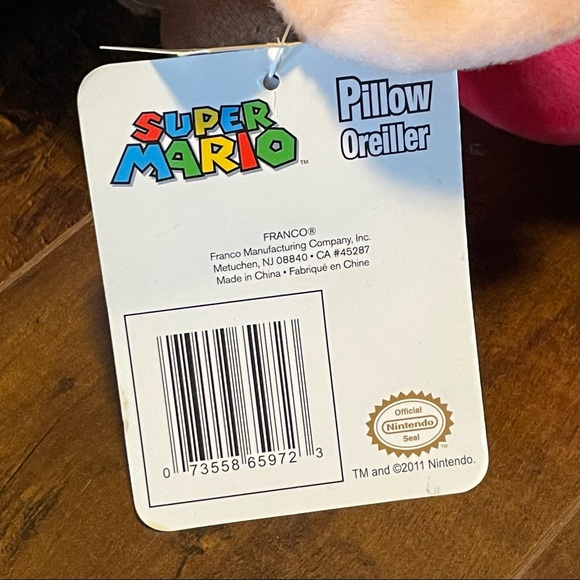 SUPER
MARIO™
Pillow
Oreiller
FRANCO®
Franco Manufacturing Company, Inc.
Metuchen, NJ 08840 • CA #45287
Made in China • Fabriqué en Chine
0 73558 65972 3
Official
Nintendo
Seal
TM
TM and ©2011 Nintendo.